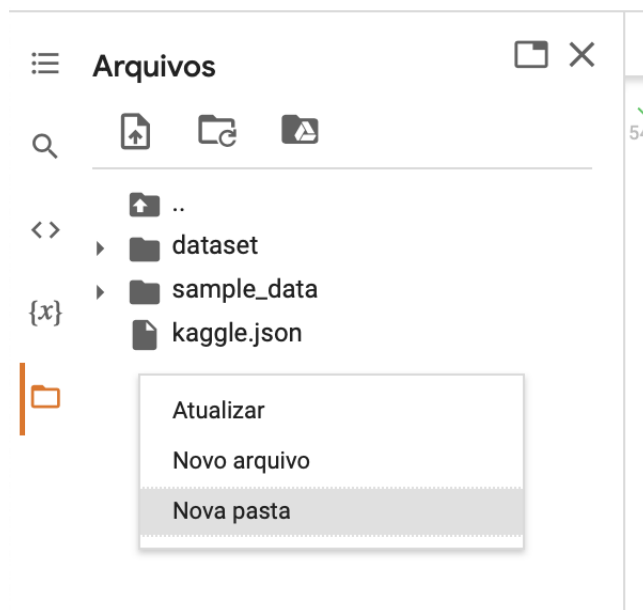 Arquivos
..
dataset
{x}
sample_data
kaggle.json
Atualizar
Novo arquivo
Nova pasta